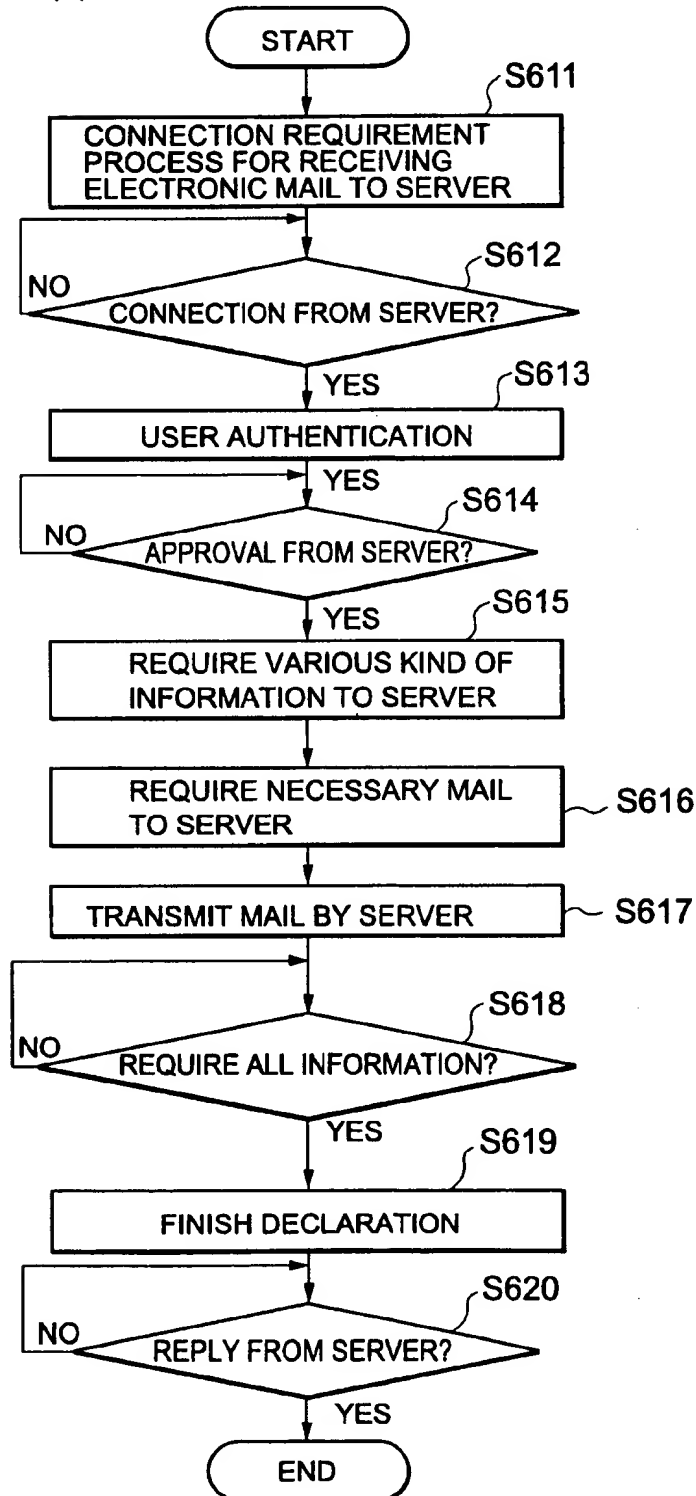 START
S611
CONNECTION REQUIREMENT
PROCESS FOR RECEIVING
ELECTRONIC MAIL TO SERVER
S612
NO
CONNECTION FROM SERVER?
YES
S613
USER AUTHENTICATION
YES
S614
NO
APPROVAL FROM SERVER?
YES
S615
REQUIRE VARIOUS KIND OF
INFORMATION TO SERVER
REQUIRE NECESSARY MAIL
TO SERVER
S616
TRANSMIT MAIL BY SERVER
S617
S618
NO
REQUIRE ALL INFORMATION?
YES
S619
FINISH DECLARATION
S620
NO
REPLY FROM SERVER?
YES
END